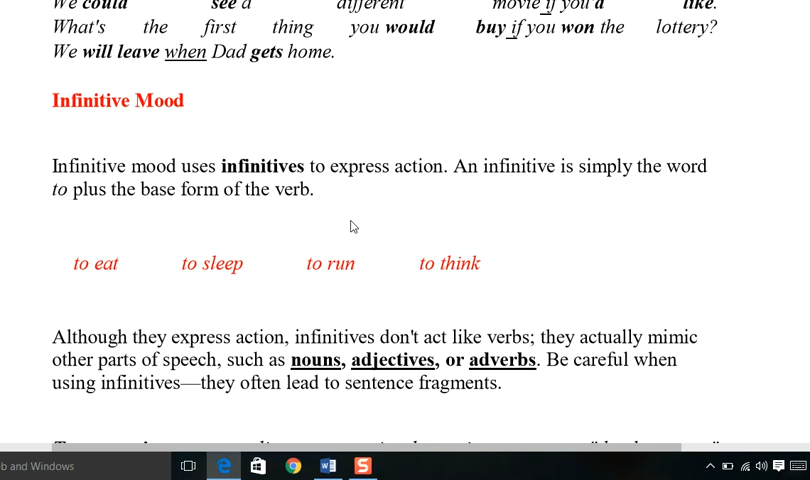 We could see a different movie if you'd like.
What's the first thing you would buy if you won the lottery?
We will leave when Dad gets home.
Infinitive Mood
Infinitive mood uses infinitives to express action. An infinitive is simply the word
to plus the base form of the verb.
to eat to sleep to run to think
Although they express action, infinitives don't act like verbs; they actually mimic
other parts of speech, such as nouns, adjectives, or adverbs. Be careful when
using infinitives—they often lead to sentence fragments.
b and Windows